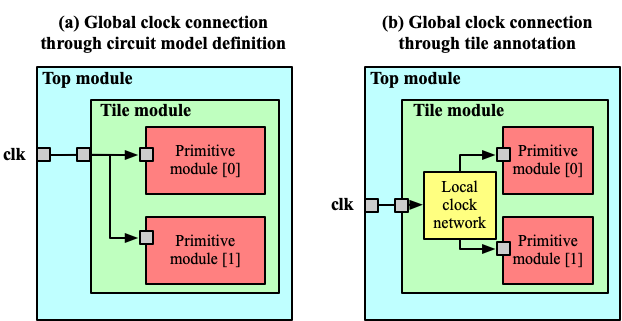 (a) Global clock connection
through circuit model definition
Top module
Tile module
clk
Primitive
module [0]
Primitive
module [1]
(b) Global clock connection
through tile annotation
Top module
Tile module
clk
Local
clock
network
Primitive
module [0]
Primitive
module [1]